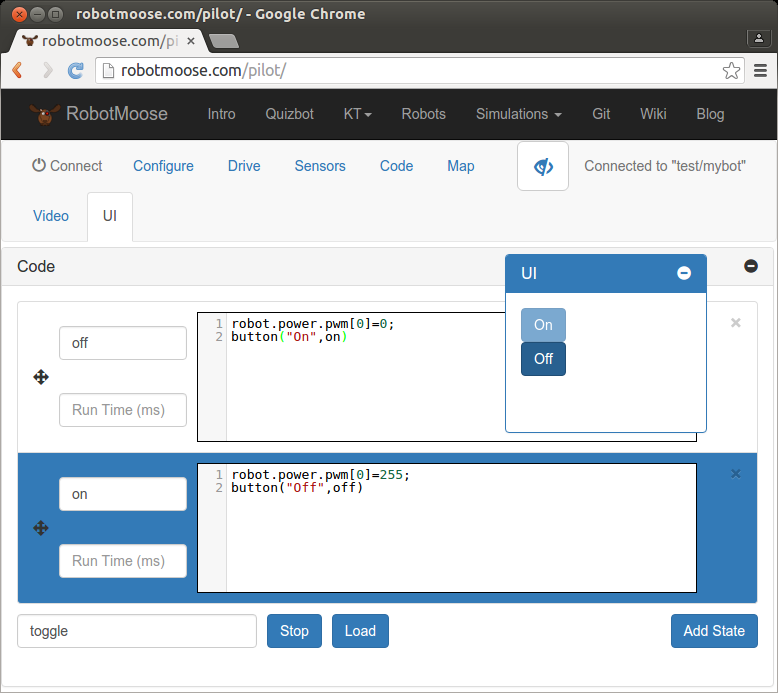 robotmoose.com/pilot/ - Google Chrome
robotmoose.com/pi
robotmoose.com/pilot/
RobotMoose Intro Quizbot KT Robots Simulations Git Wiki Blog
Connect Configure Drive Sensors Code Map Connected to "test/mybot"
Video UI
Code
UI
On
Off
off
Run Time (ms)
1 robot.power.pwm[0]=0;
2 button("On",on)
on
Run Time (ms)
1 robot.power.pwm[0]=255;
2 button("Off",off)
toggle Stop Load Add State